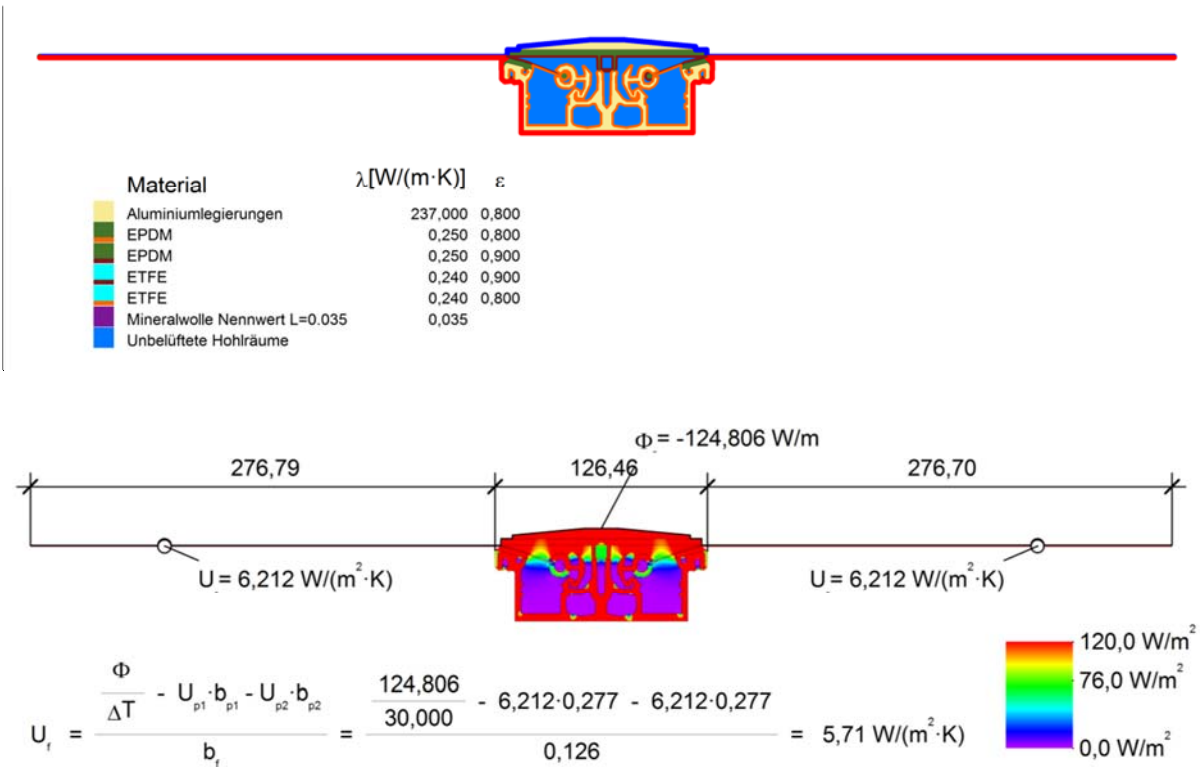 Material λ[W/(m·K)] ε
Aluminiumlegierungen 237,000 0,800
EPDM 0,250 0,800
EPDM 0,250 0,900
ETFE 0,240 0,900
ETFE 0,240 0,800
Mineralwolle Nennwert L=0.035 0,035
Unbelüftete Hohlräume
Φ = -124,806 W/m
276,79 126,46 276,70
U = 6,212 W/(m²·K) U = 6,212 W/(m²·K)
120,0 W/m²
76,0 W/m²
0,0 W/m²
Φ
ΔT
- U_p1·b_p1 - U_p2·b_p2
124,806
30,000
- 6,212·0,277 - 6,212·0,277
U_f = b_f = 0,126 = 5,71 W/(m²·K)